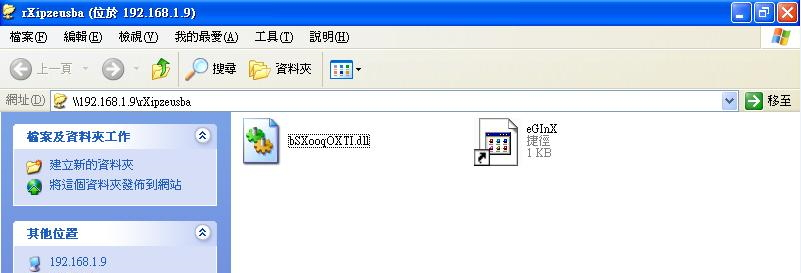 rXipzeusba (位於 192.168.1.9)
檔案(F) 編輯(E) 檢視(V) 我的最愛(A) 工具(T) 說明(H)
上一頁 搜尋 資料夾
網址(D) \\192.168.1.9\rXipzeusba 移至
檔案及資料夾工作
建立新的資料夾
將這個資料夾發佈到網站
其他位置
192.168.1.9
bSXooqOXTI.dll
eGInX
捷徑
1 KB